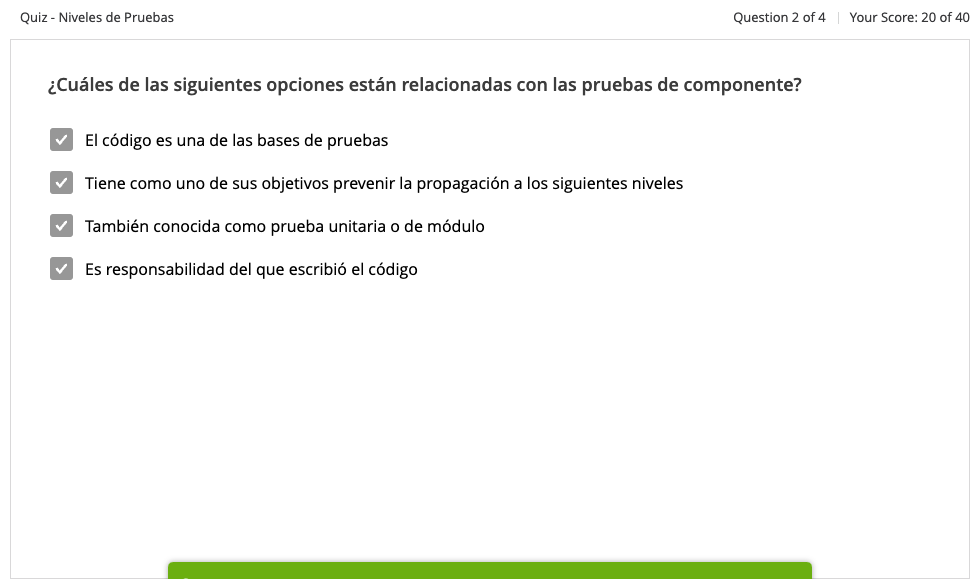 Quiz - Niveles de Pruebas
Question 2 of 4 | Your Score: 20 of 40
¿Cuáles de las siguientes opciones están relacionadas con las pruebas de componente?
El código es una de las bases de pruebas
Tiene como uno de sus objetivos prevenir la propagación a los siguientes niveles
También conocida como prueba unitaria o de módulo
Es responsabilidad del que escribió el código